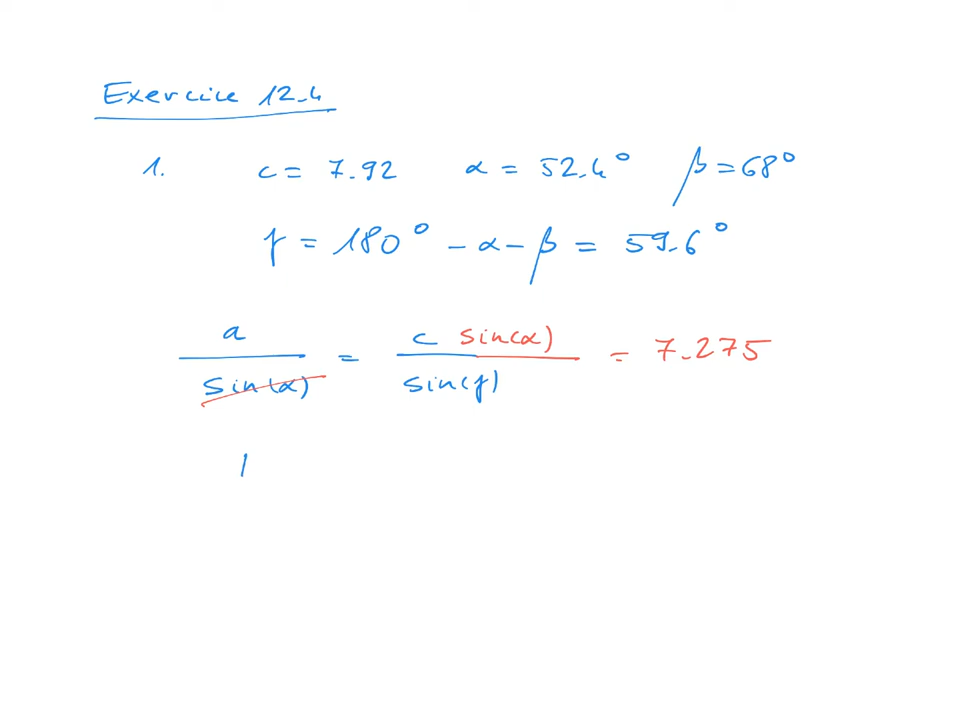 Exercice 12.4
1. c = 7.92 α = 52.4° β = 68°
γ = 180° - α - β = 59.6°
a / sin(α) = c sin(α) / sin(γ) = 7.275